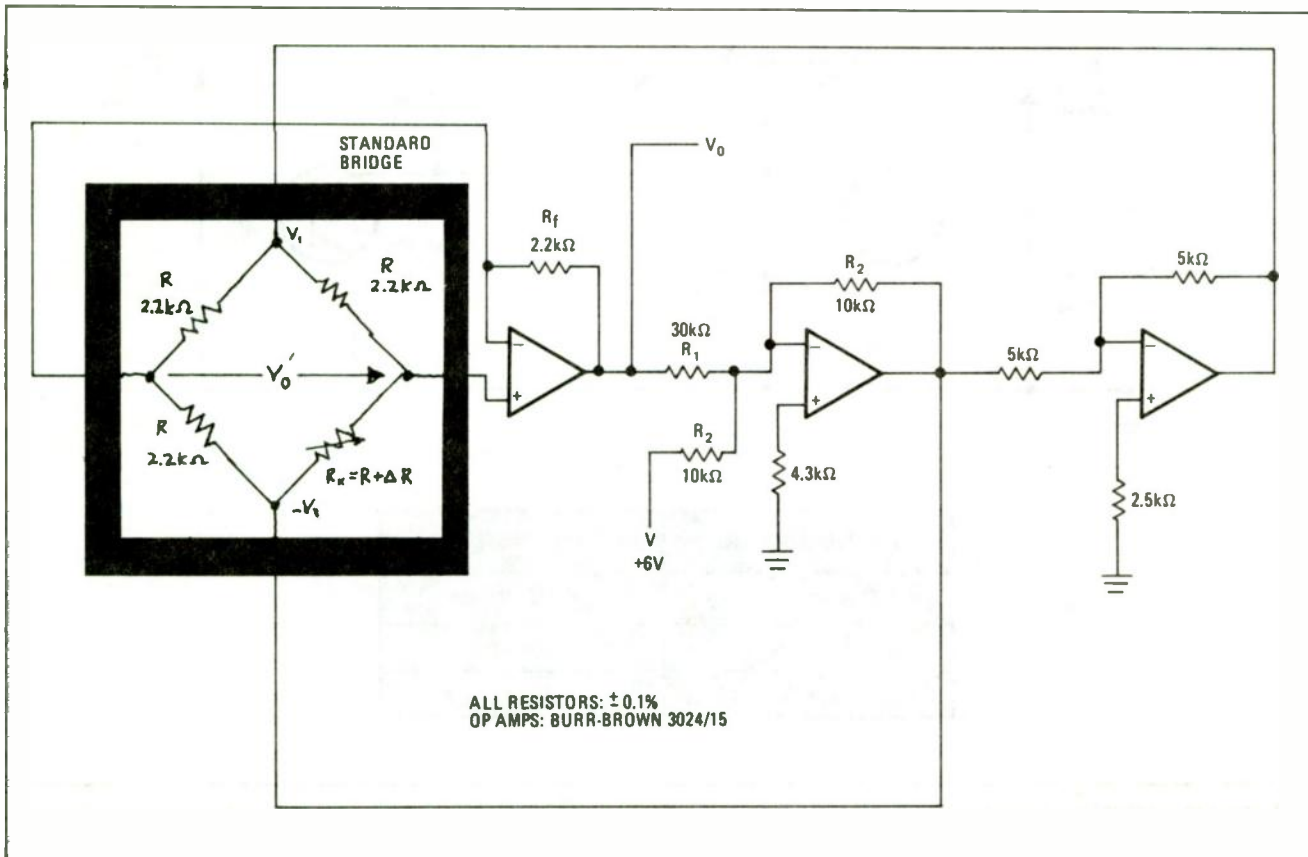 STANDARD
BRIDGE
V₀
V₁
R
2.2kΩ
R
2.2kΩ
V₀'
R
2.2kΩ
Rₓ=R+ΔR
-V₁
R_f
2.2kΩ
30kΩ
R₁
R₂
10kΩ
V
+6V
R₂
10kΩ
4.3kΩ
5kΩ
5kΩ
2.5kΩ
ALL RESISTORS: ±0.1%
OP AMPS: BURR-BROWN 3024/15